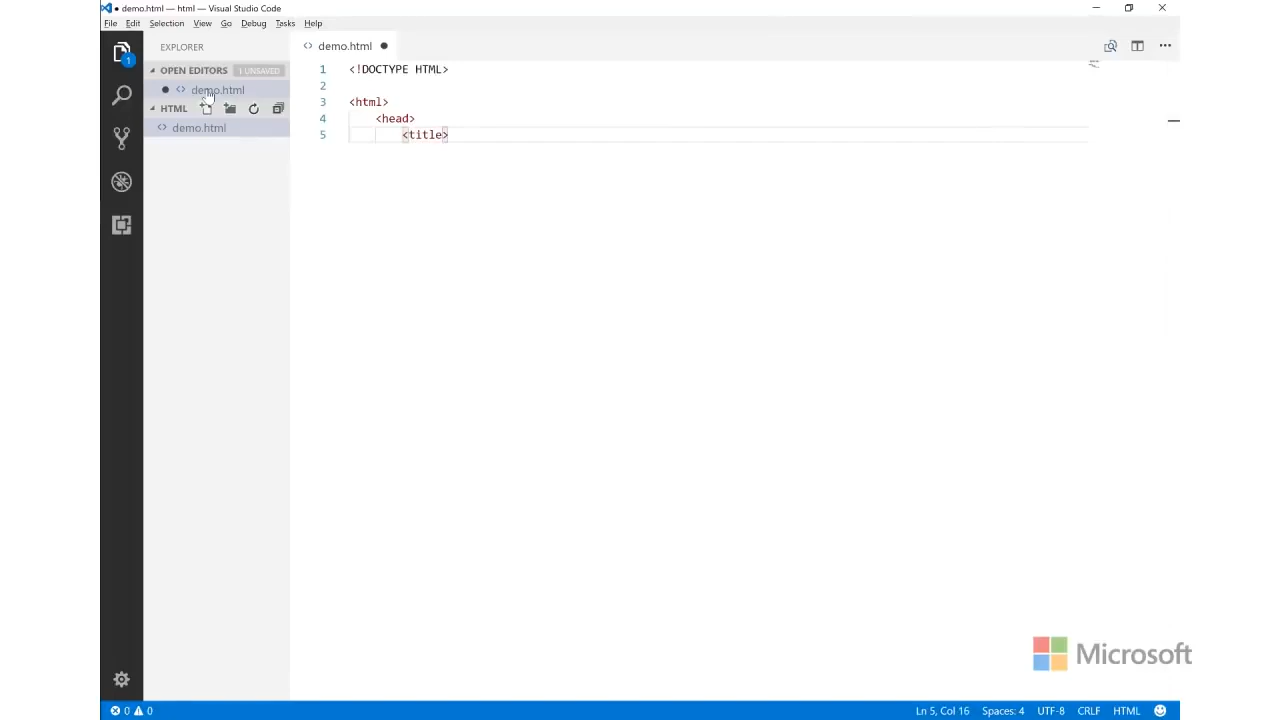 ● demo.html — html — Visual Studio Code
File Edit Selection View Go Debug Tasks Help
EXPLORER
OPEN EDITORS 1 UNSAVED
demo.html
HTML
demo.html
demo.html
1 <!DOCTYPE HTML>
2
3 <html>
4 <head>
5 <title>
1
Microsoft
0 0
Ln 5, Col 16 Spaces: 4 UTF-8 CRLF HTML